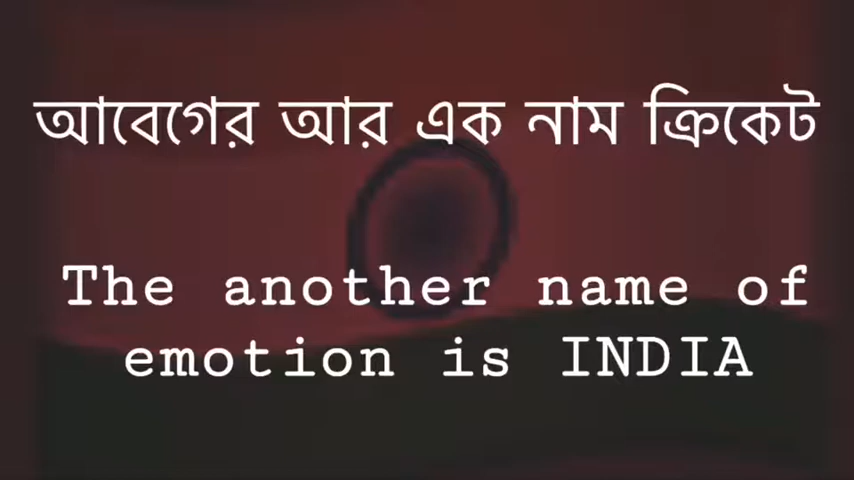 আবেগের আর এক নাম ক্রিকেট
The another name of
emotion is INDIA